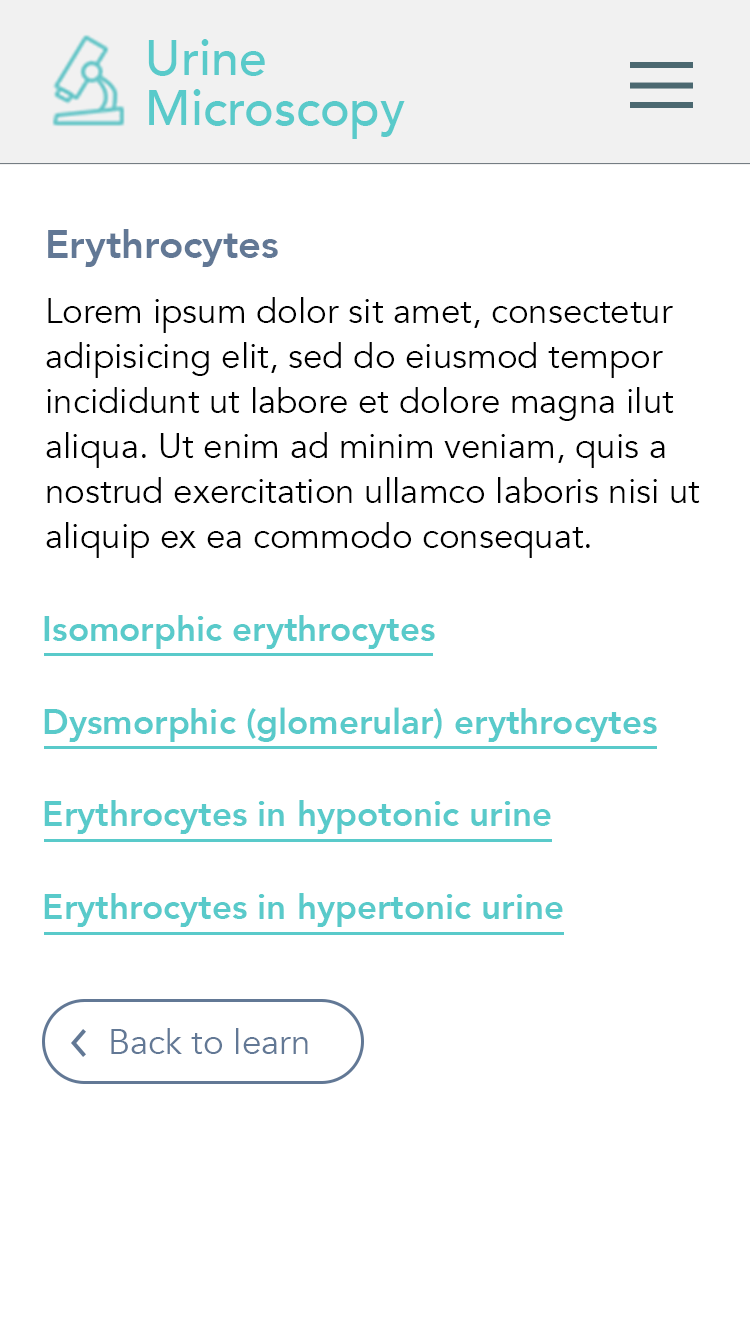 Urine
Microscopy
Erythrocytes
Lorem ipsum dolor sit amet, consectetur
adipisicing elit, sed do eiusmod tempor
incididunt ut labore et dolore magna ilut
aliqua. Ut enim ad minim veniam, quis a
nostrud exercitation ullamco laboris nisi ut
aliquip ex ea commodo consequat.
Isomorphic erythrocytes
Dysmorphic (glomerular) erythrocytes
Erythrocytes in hypotonic urine
Erythrocytes in hypertonic urine
Back to learn